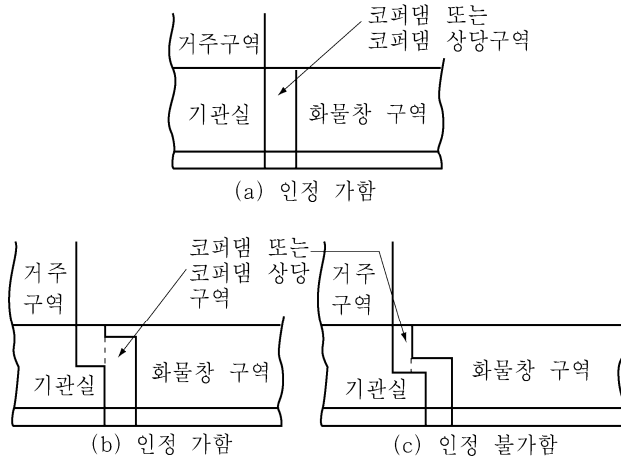 코퍼댐 또는
코퍼댐 상당구역
거주구역
기관실
화물창 구역
(a) 인정 가함
코퍼댐 또는
코퍼댐 상당
구역
거주
구역
기관실
화물창 구역
(b) 인정 가함
거주
구역
기관실
화물창 구역
(c) 인정 불가함